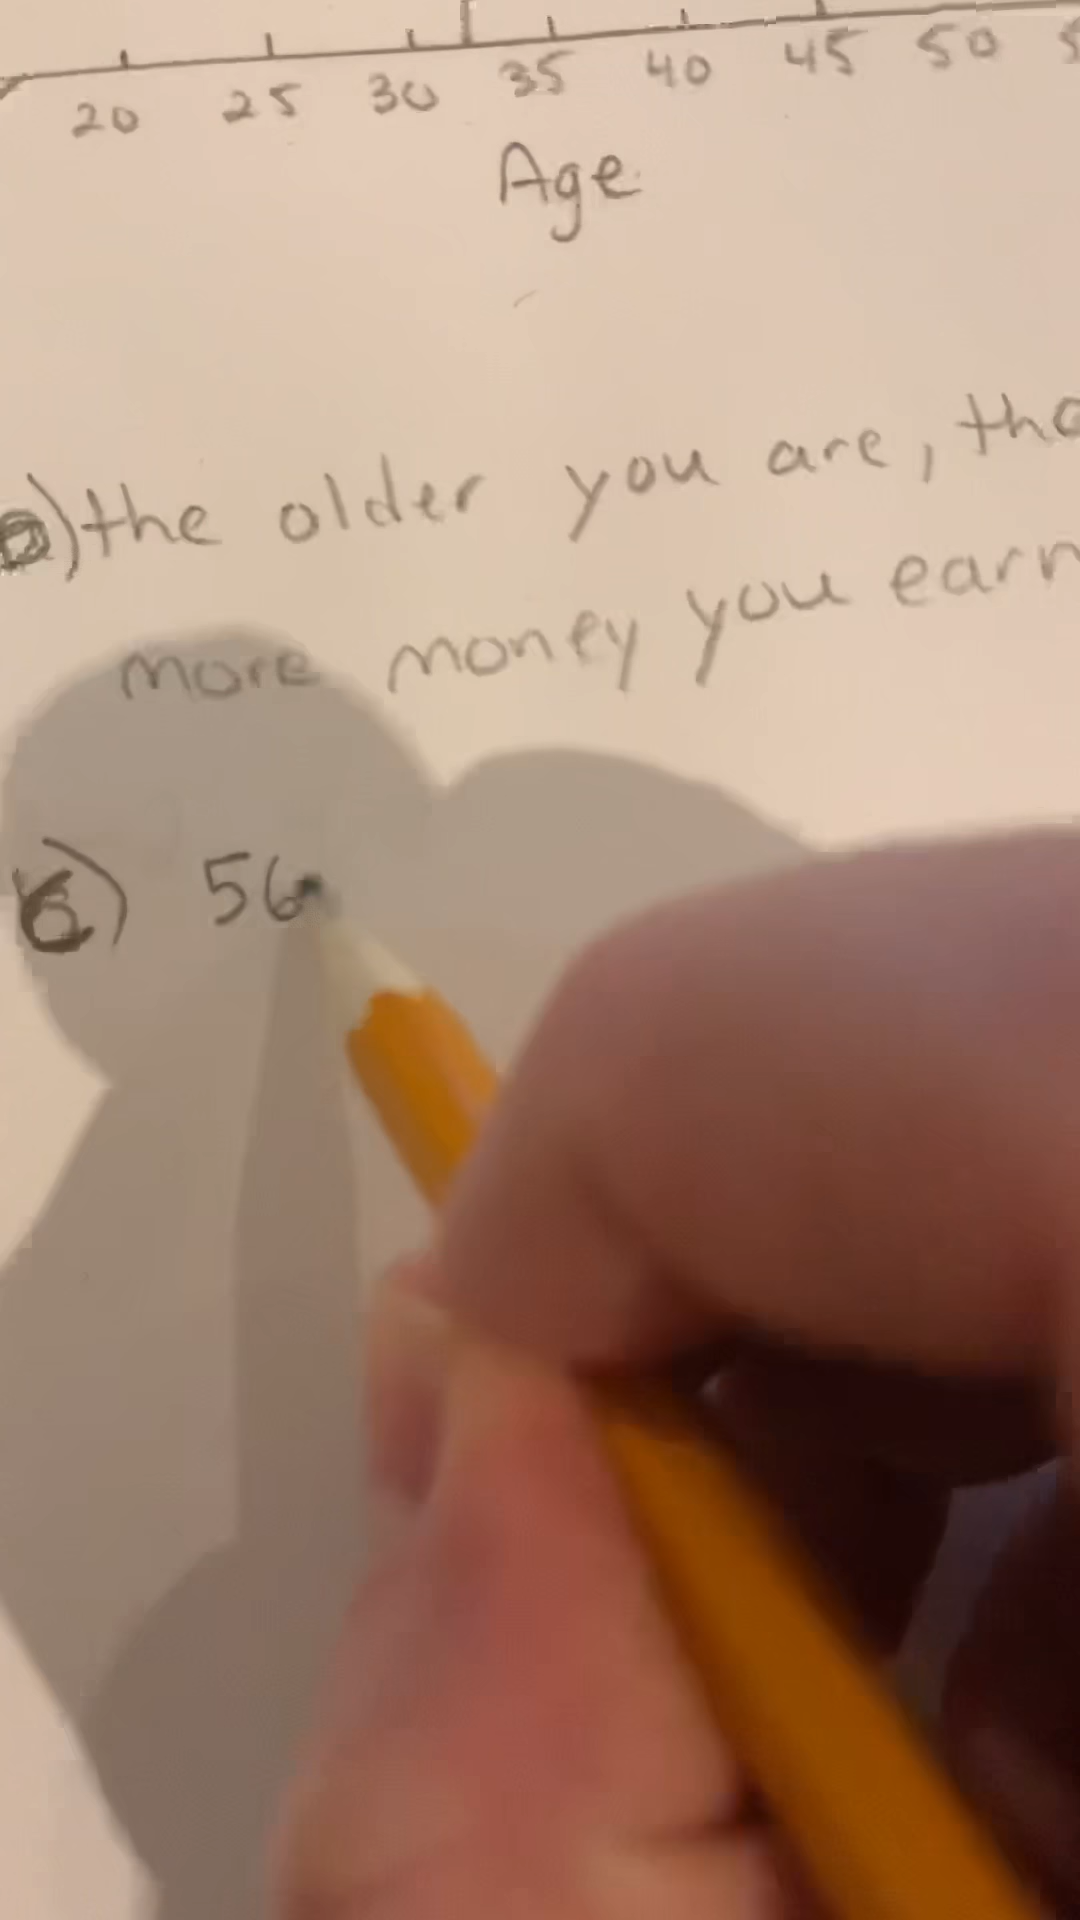 20 25 30 35 40 45 50
Age
b) the older you are, the
more money you earn
c) 56